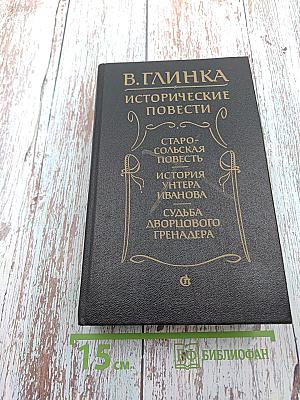 В. ГЛИНКА
ИСТОРИЧЕСКИЕ
ПОВЕСТИ
СТАРО-
СОЛЬСКАЯ
ПОВЕСТЬ
ИСТОРИЯ
УНТЕРА
ИВАНОВА
СУДЬБА
ДВОРЦОВОГО
ГРЕНАДЕРА
15 см.
БИБЛИОФАН